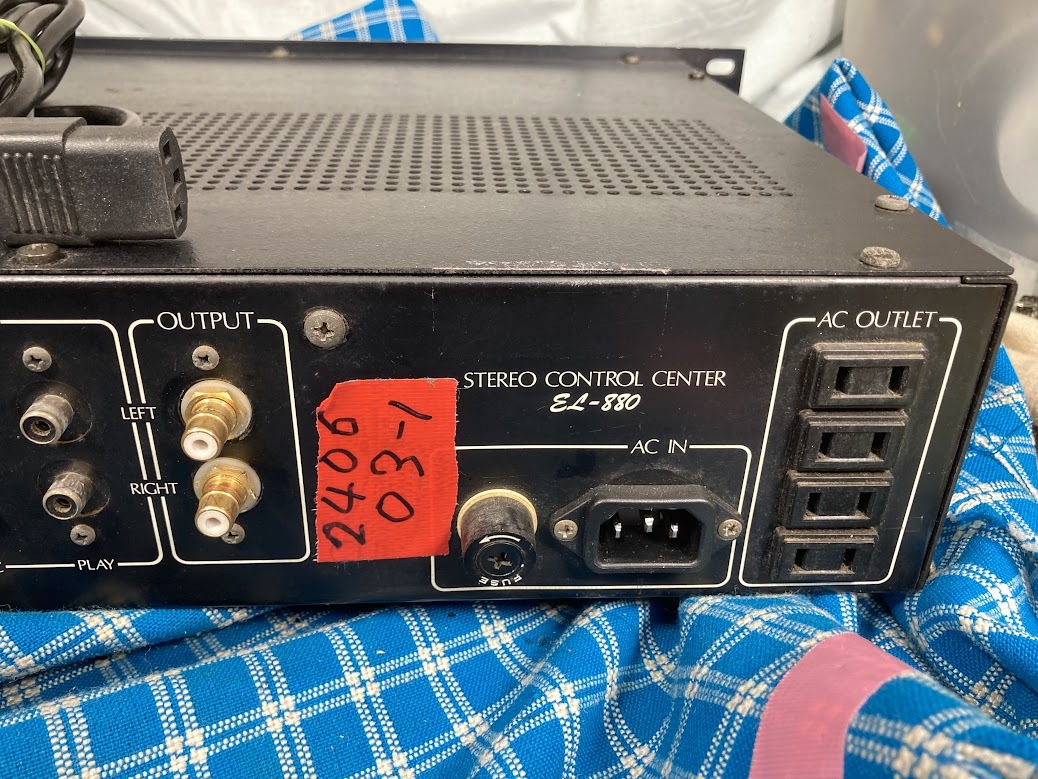 OUTPUT
LEFT
RIGHT
PLAY
2406
03-1
STEREO CONTROL CENTER
EL-880
AC IN
FUSE
AC OUTLET